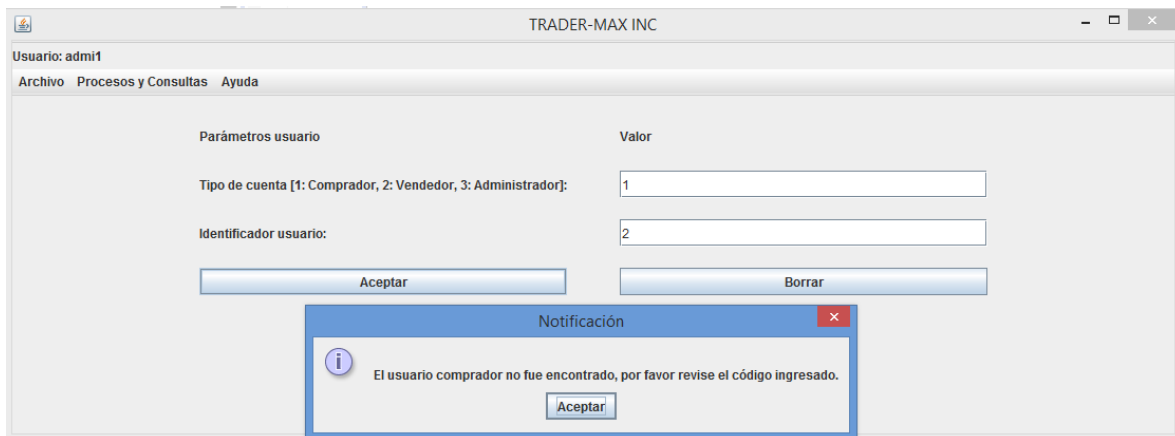 TRADER-MAX INC
Usuario: admi1
Archivo Procesos y Consultas Ayuda
Parámetros usuario Valor
Tipo de cuenta [1: Comprador, 2: Vendedor, 3: Administrador]: 1
Identificador usuario: 2
Aceptar Borrar
Notificación
El usuario comprador no fue encontrado, por favor revise el código ingresado.
Aceptar